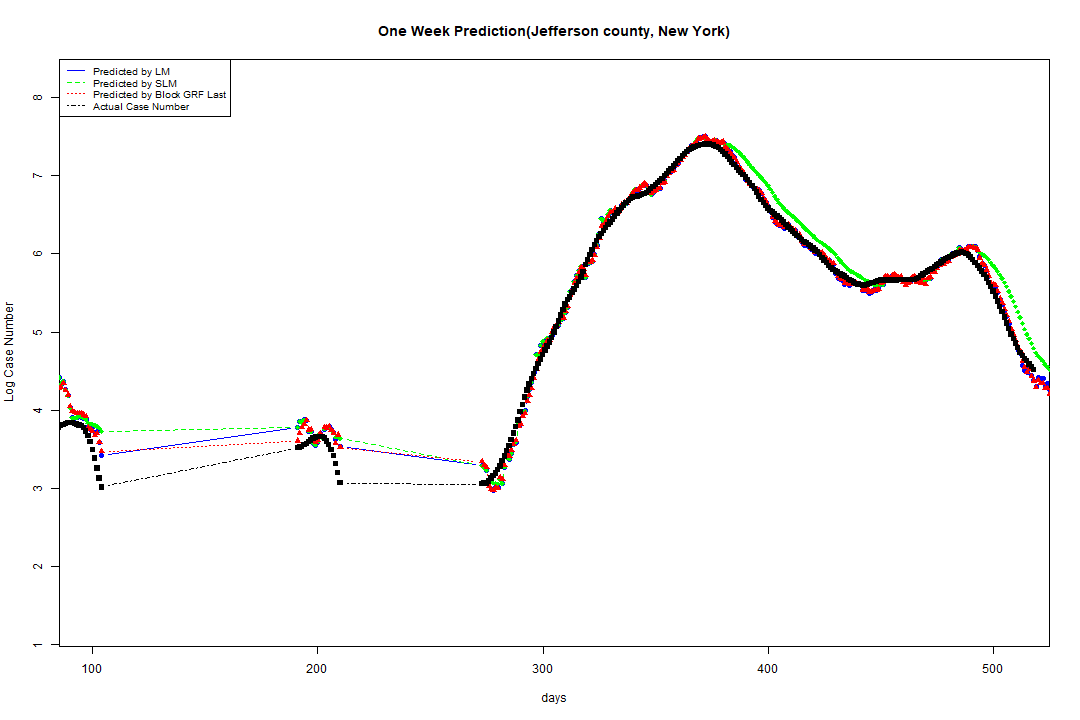 One Week Prediction(Jefferson county, New York)
Predicted by LM
Predicted by SLM
Predicted by Block GRF Last
Actual Case Number
8
7
6
5
4
3
2
1
Log Case Number
100 200 300 400 500
days